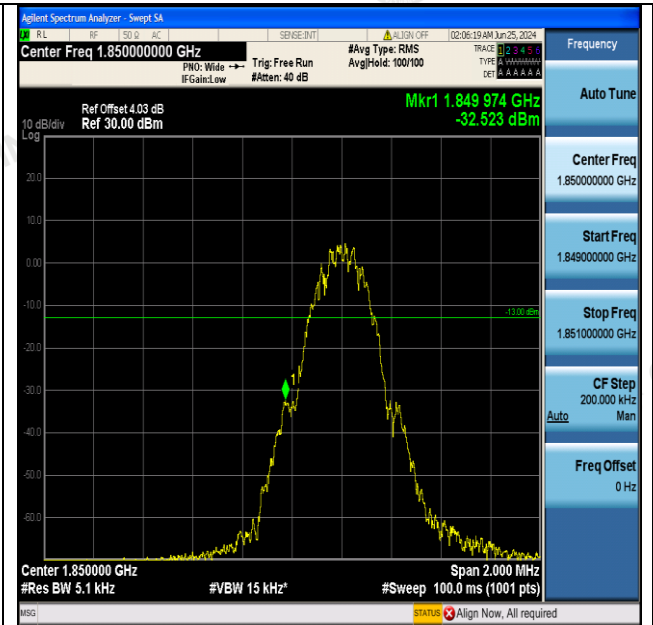 Agilent Spectrum Analyzer - Swept SA
RL RF 50 Ω AC SENSE:INT ALIGN OFF 02:06:19 AM Jun 25, 2024
Center Freq 1.850000000 GHz
PNO: Wide
IFGain:Low
Trig: Free Run
#Atten: 40 dB
#Avg Type: RMS
Avg|Hold: 100/100
TRACE 1 2 3 4 5 6
TYPE A
DET A A A A A A
Ref Offset 4.03 dB
10 dB/div Ref 30.00 dBm
Log
Mkr1 1.849 974 GHz
-32.523 dBm
20.0
10.0
0.00
-10.0
-13.00 dBm
-20.0
-30.0
1
-40.0
-50.0
-60.0
Center 1.850000 GHz Span 2.000 MHz
#Res BW 5.1 kHz #VBW 15 kHz* #Sweep 100.0 ms (1001 pts)
MSG STATUS Align Now, All required
Frequency
Auto Tune
Center Freq
1.850000000 GHz
Start Freq
1.849000000 GHz
Stop Freq
1.851000000 GHz
CF Step
200.000 kHz
Auto Man
Freq Offset
0 Hz